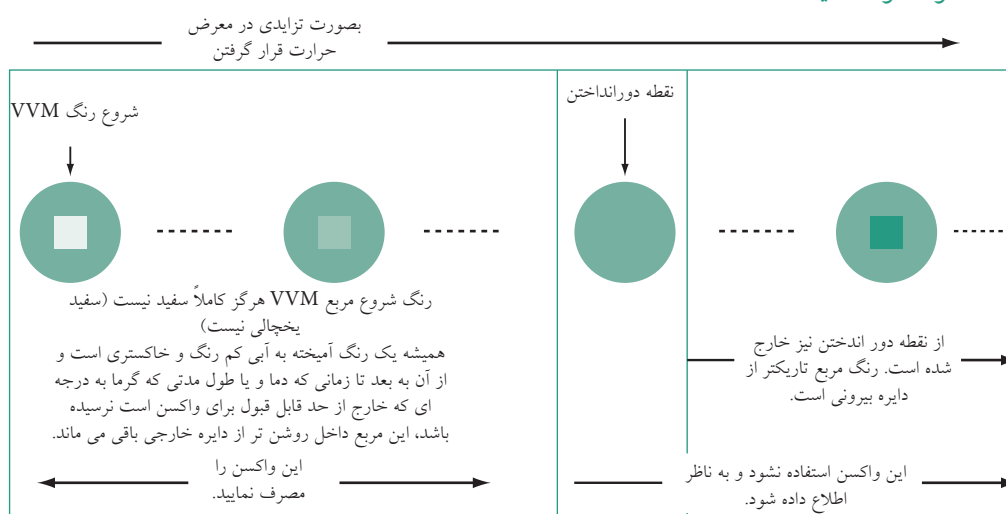 بصورت تزایدی در معرض
حرارت قرار گرفتن
شروع رنگ VVM
نقطه دورانداختن
رنگ شروع مربع VVM هرگز کاملاً سفید نیست (سفید
یخچالی نیست)
همیشه یک رنگ آمیخته به آبی کم رنگ و خاکستری است و
از آن به بعد تا زمانی که دما و یا طول مدتی که گرما به درجه
ای که خارج از حد قابل قبول برای واکسن است نرسیده
باشد، این مربع داخل روشن تر از دایره خارجی باقی می ماند.
از نقطه دور اندختن نیز خارج
شده است. رنگ مربع تاریکتر از
دایره بیرونی است.
این واکسن را
مصرف نمایید.
این واکسن استفاده نشود و به ناظر
اطلاع داده شود.